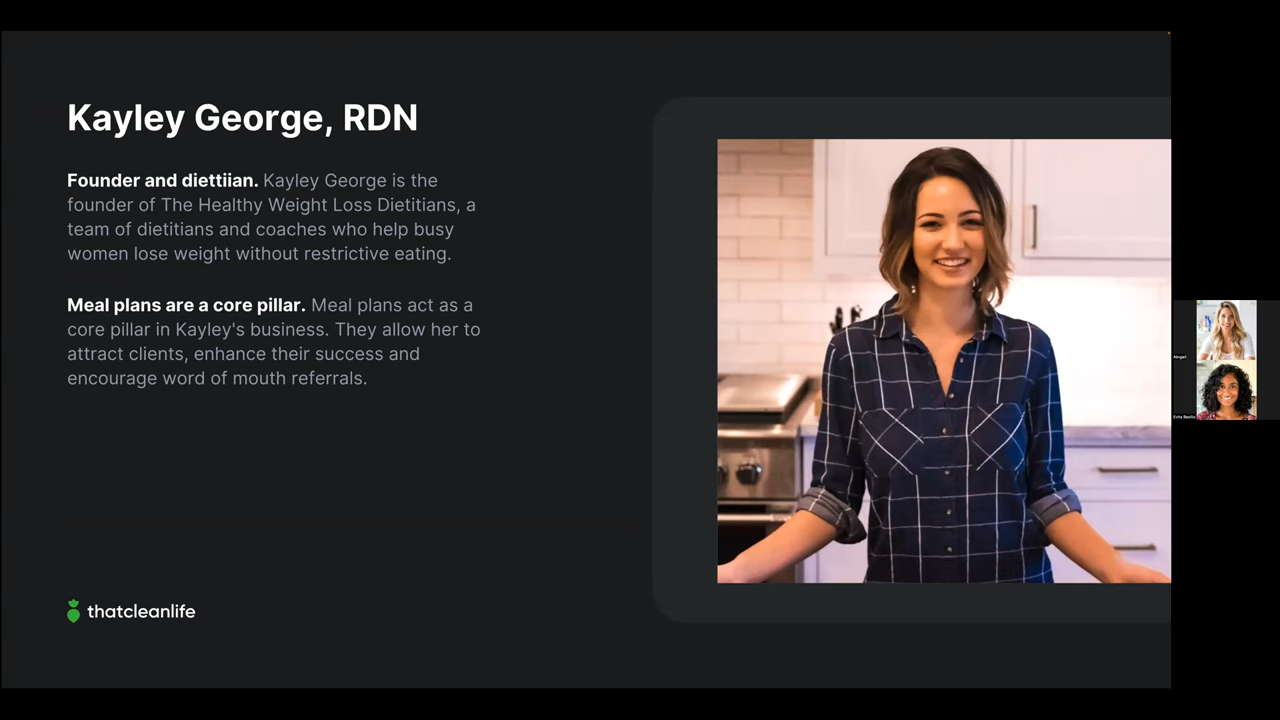 Kayley George, RDN
Founder and diettiian. Kayley George is the
founder of The Healthy Weight Loss Dietitians, a
team of dietitians and coaches who help busy
women lose weight without restrictive eating.
Meal plans are a core pillar. Meal plans act as a
core pillar in Kayley's business. They allow her to
attract clients, enhance their success and
encourage word of mouth referrals.
thatcleanlife
Abigail